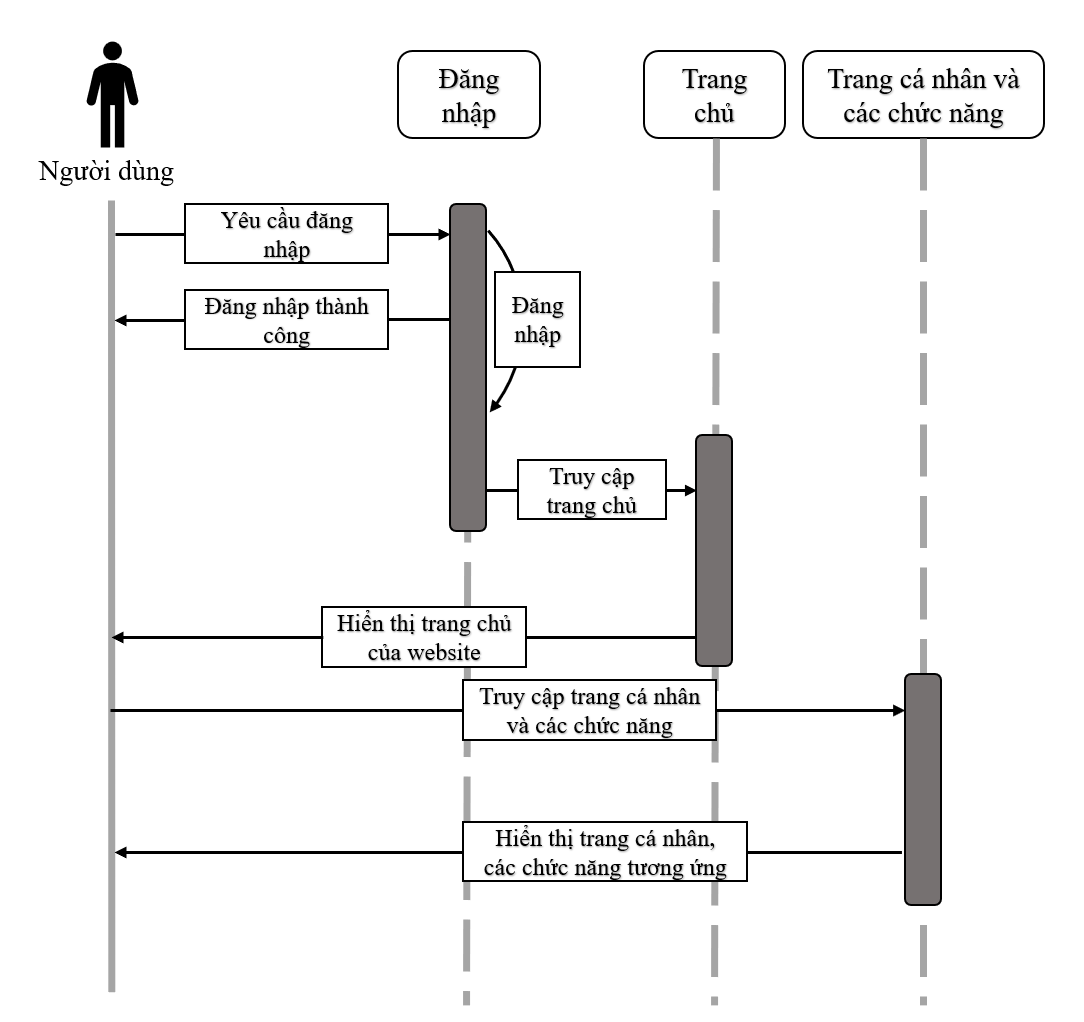 Đăng
nhập
Trang
chủ
Trang cá nhân và
các chức năng
Người dùng
Yêu cầu đăng
nhập
Đăng nhập thành
công
Đăng
nhập
Truy cập
trang chủ
Hiển thị trang chủ
của website
Truy cập trang cá nhân
và các chức năng
Hiển thị trang cá nhân,
các chức năng tương ứng